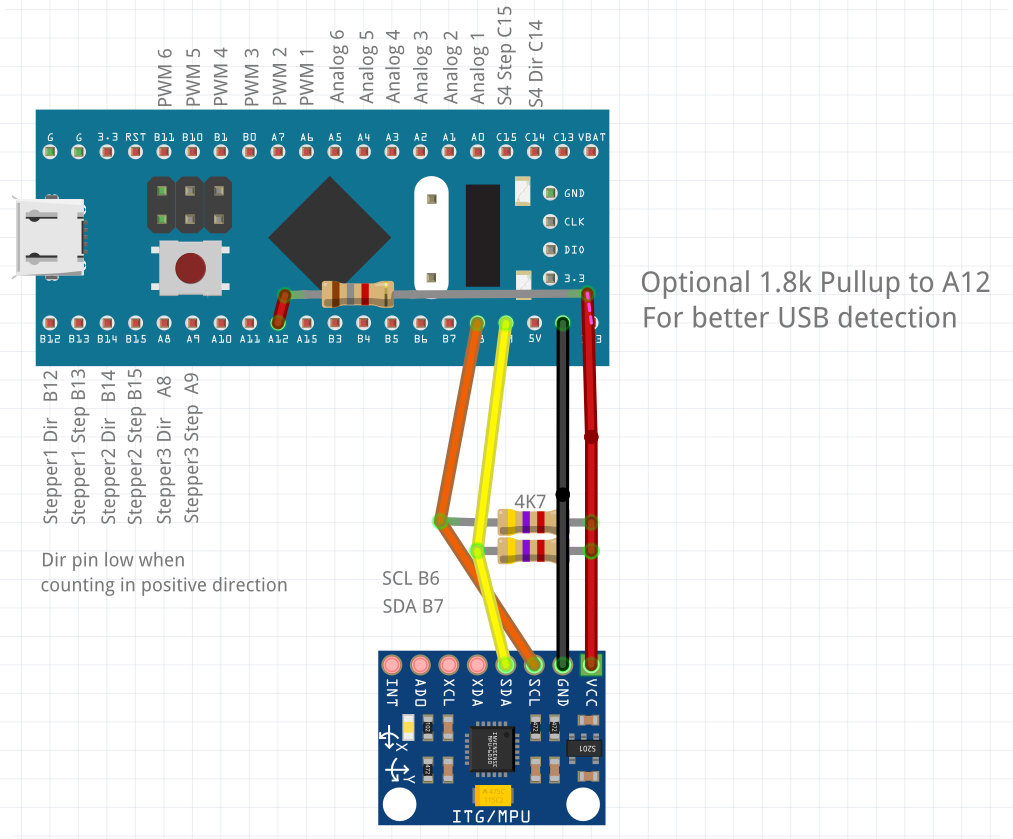 PWM 6
PWM 5
PWM 4
PWM 3
PWM 2
PWM 1
Analog 6
Analog 5
Analog 4
Analog 3
Analog 2
Analog 1
S4 Step C15
S4 Dir C14
G G 3.3 RST B11 B10 B1 B0 A7 A6 A5 A4 A3 A2 A1 A0 C15 C14 C13 VBAT
GND
CLK
DIO
3.3
Optional 1.8k Pullup to A12
For better USB detection
B12 B13 B14 B15 A8 A9 A10 A11 A12 A15 B3 B4 B5 B6 B7 5V
Stepper1 Dir B12
Stepper1 Step B13
Stepper2 Dir B14
Stepper2 Step B15
Stepper3 Dir A8
Stepper3 Step A9
4K7
Dir pin low when
counting in positive direction
SCL B6
SDA B7
INT
ADO
XCL
XDA
SDA
SCL
GND
VCC
X
Y
INVENSENSE
MPU-6050
472
472
472
ITG/MPU